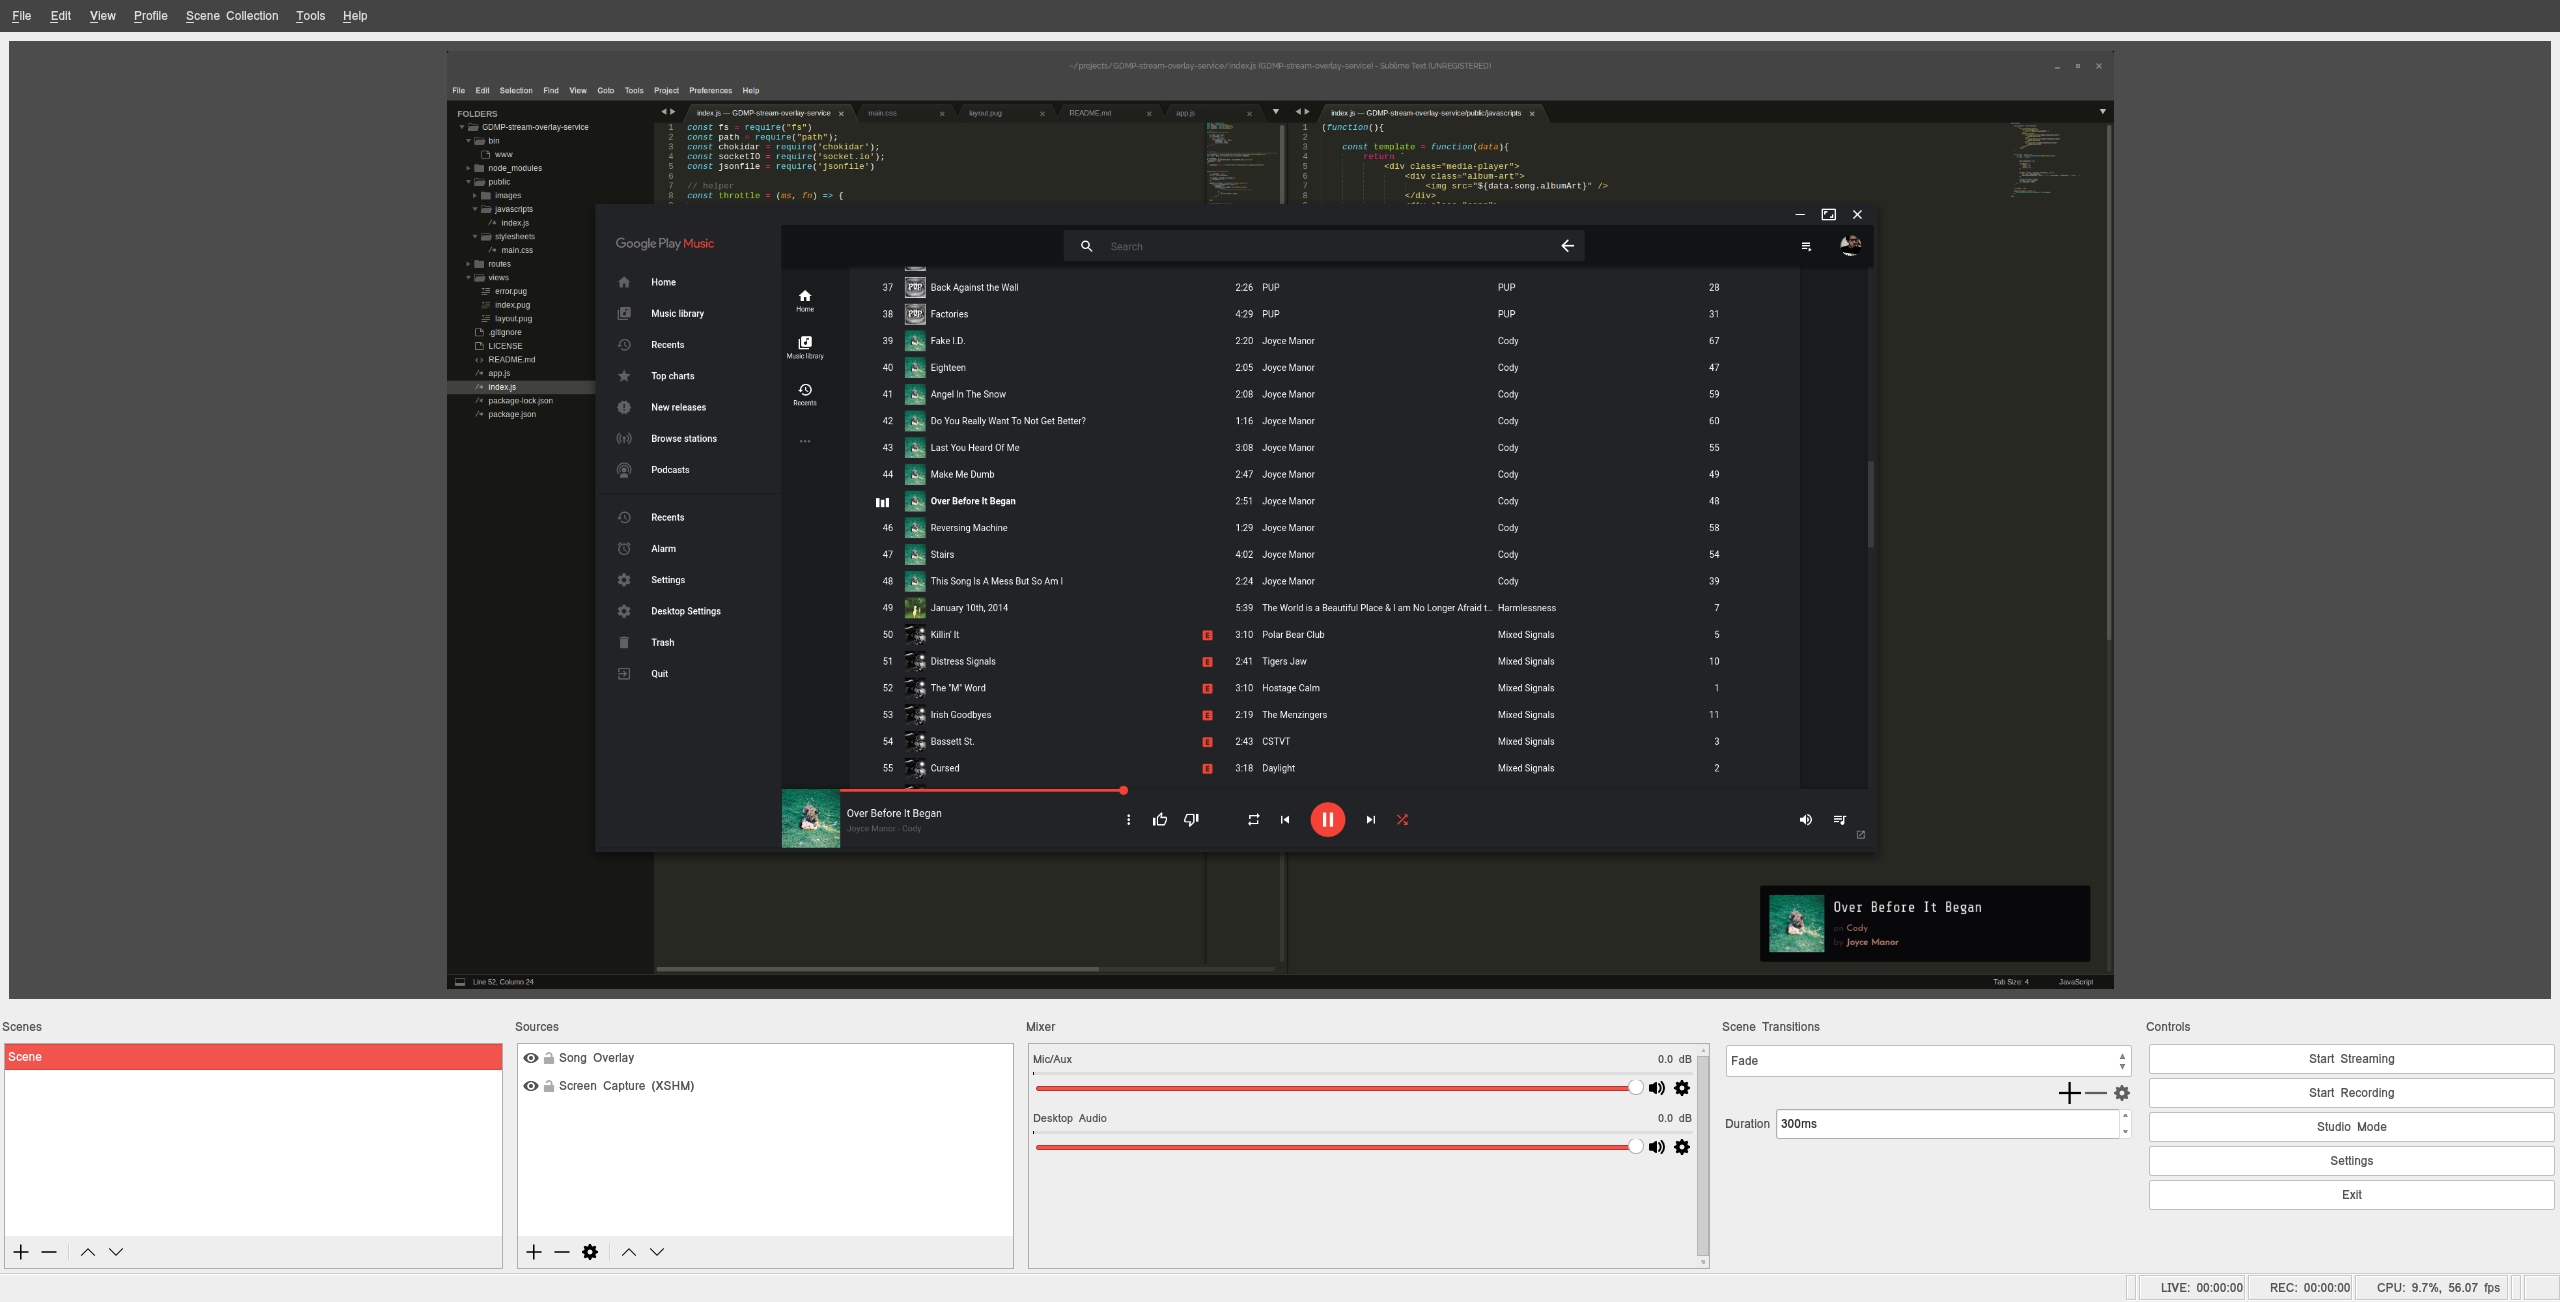 File Edit View Profile Scene Collection Tools Help
~/projects/GDMP-stream-overlay-service/index.js (GDMP-stream-overlay-service) - Sublime Text (UNREGISTERED)
File Edit Selection Find View Goto Tools Project Preferences Help
FOLDERS
GDMP-stream-overlay-service
bin
www
node_modules
public
images
javascripts
index.js
stylesheets
main.css
routes
views
error.pug
index.pug
layout.pug
.gitignore
LICENSE
README.md
app.js
index.js
package-lock.json
package.json
index.js — GDMP-stream-overlay-service main.css layout.pug README.md app.js
1 const fs = require("fs")
2 const path = require("path");
3 const chokidar = require('chokidar');
4 const socketIO = require('socket.io');
5 const jsonfile = require('jsonfile')
6
7 // helper
8 const throttle = (ms, fn) => {
index.js — GDMP-stream-overlay-service/public/javascripts
1 (function(){
2
3 const template = function(data){
4 return `
5 <div class="media-player">
6 <div class="album-art">
7 <img src="${data.song.albumArt}" />
8 </div>
Google Play Music
Search
Home
Music library
Recents
Top charts
New releases
Browse stations
Podcasts
Recents
Alarm
Settings
Desktop Settings
Trash
Quit
Home
Music library
Recents
37 Back Against the Wall 2:26 PUP PUP 28
38 Factories 4:29 PUP PUP 31
39 Fake I.D. 2:20 Joyce Manor Cody 67
40 Eighteen 2:05 Joyce Manor Cody 47
41 Angel In The Snow 2:08 Joyce Manor Cody 59
42 Do You Really Want To Not Get Better? 1:16 Joyce Manor Cody 60
43 Last You Heard Of Me 3:08 Joyce Manor Cody 55
44 Make Me Dumb 2:47 Joyce Manor Cody 49
Over Before It Began 2:51 Joyce Manor Cody 48
46 Reversing Machine 1:29 Joyce Manor Cody 58
47 Stairs 4:02 Joyce Manor Cody 54
48 This Song Is A Mess But So Am I 2:24 Joyce Manor Cody 39
49 January 10th, 2014 5:39 The World is a Beautiful Place & I am No Longer Afraid t... Harmlessness 7
50 Killin' It E 3:10 Polar Bear Club Mixed Signals 5
51 Distress Signals E 2:41 Tigers Jaw Mixed Signals 10
52 The "M" Word E 3:10 Hostage Calm Mixed Signals 1
53 Irish Goodbyes E 2:19 The Menzingers Mixed Signals 11
54 Bassett St. E 2:43 CSTVT Mixed Signals 3
55 Cursed E 3:18 Daylight Mixed Signals 2
Over Before It Began
Joyce Manor - Cody
Over Before It Began
on Cody
by Joyce Manor
Line 52, Column 24
Tab Size: 4 JavaScript
Scenes
Scene
Sources
Song Overlay
Screen Capture (XSHM)
Mixer
Mic/Aux 0.0 dB
Desktop Audio 0.0 dB
Scene Transitions
Fade
Duration 300ms
Controls
Start Streaming
Start Recording
Studio Mode
Settings
Exit
LIVE: 00:00:00 REC: 00:00:00 CPU: 9.7%, 56.07 fps